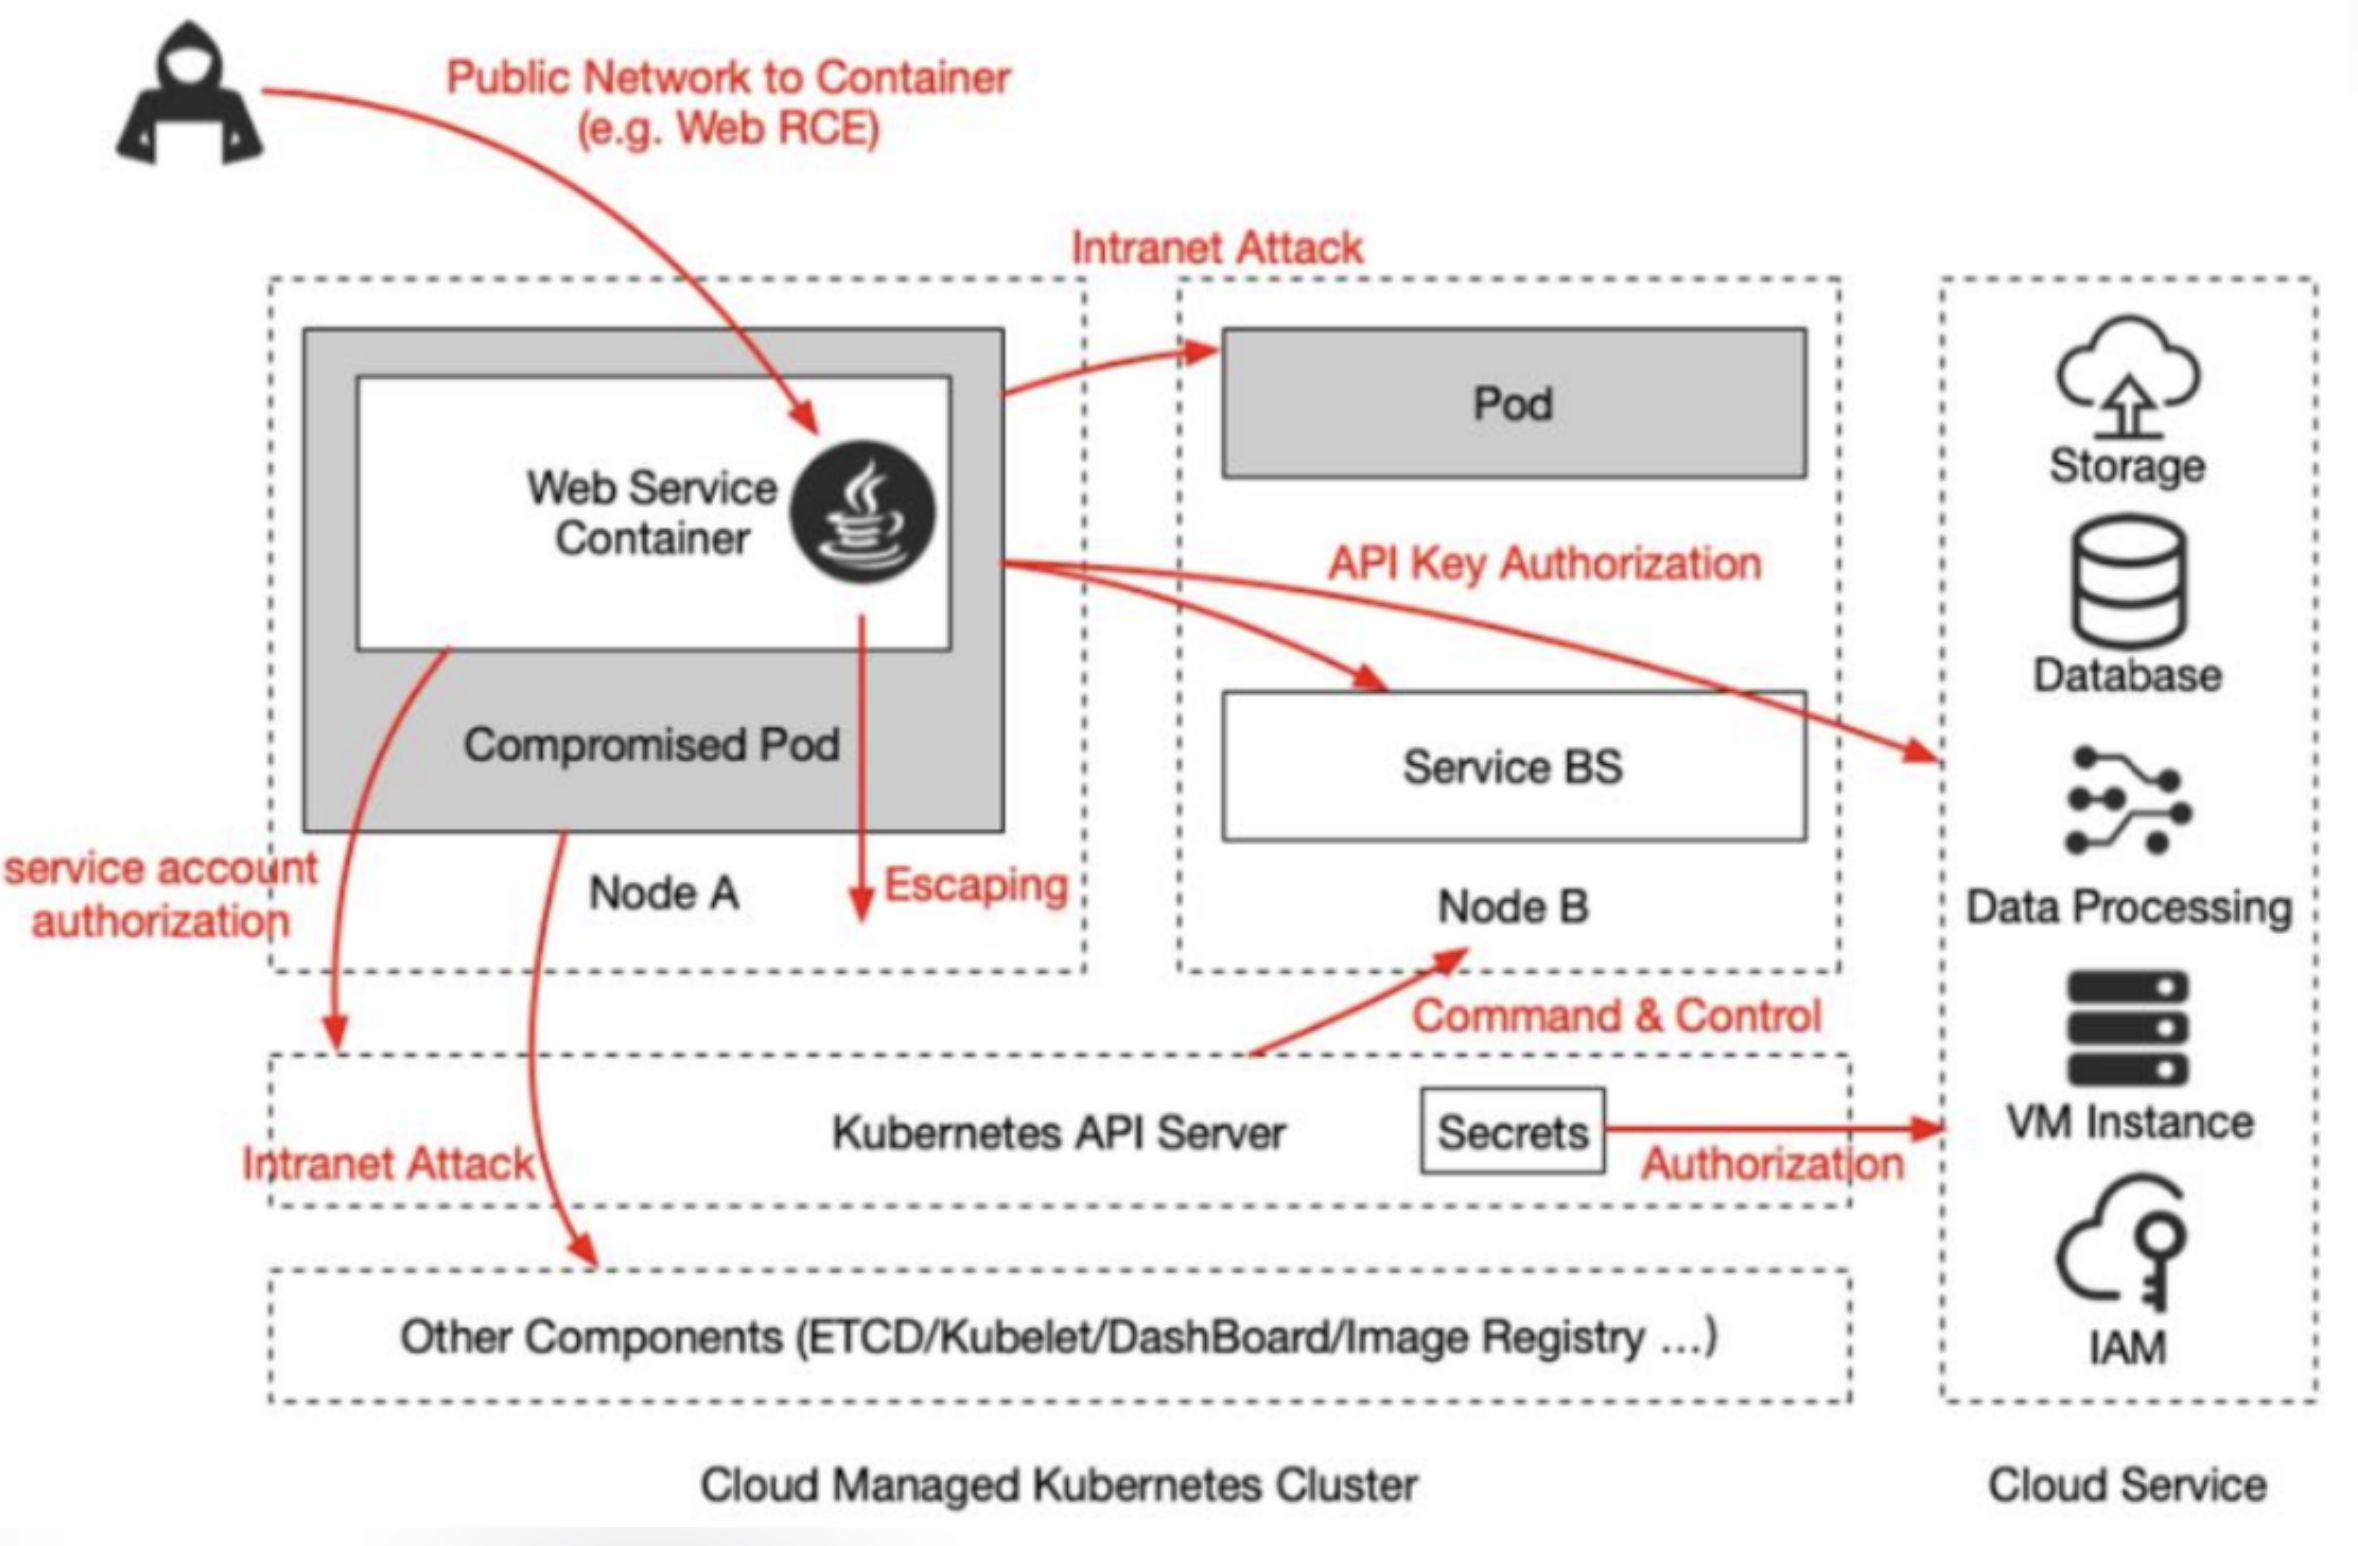 Public Network to Container
(e.g. Web RCE)
Intranet Attack
Web Service
Container
Compromised Pod
Node A
Escaping
service account
authorization
Pod
API Key Authorization
Service BS
Node B
Command & Control
Kubernetes API Server
Secrets
Authorization
Intranet Attack
Other Components (ETCD/Kubelet/DashBoard/Image Registry ...)
Cloud Managed Kubernetes Cluster
Storage
Database
Data Processing
VM Instance
IAM
Cloud Service